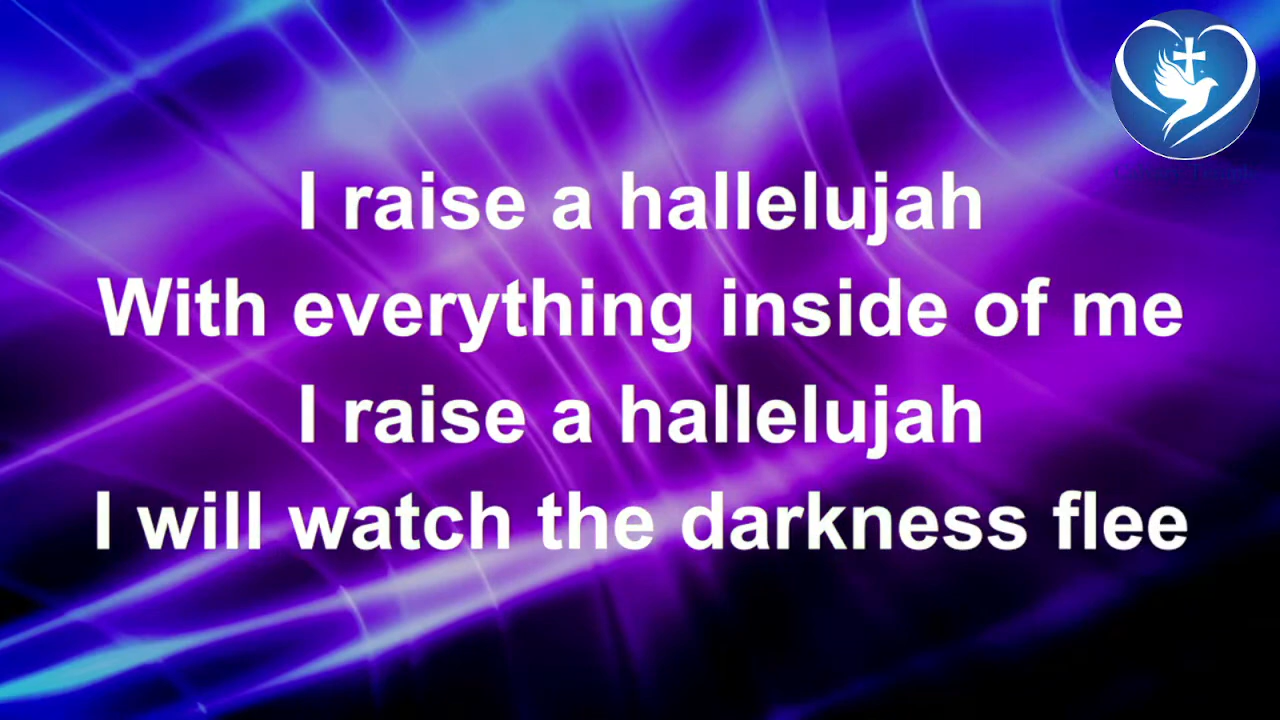 I raise a hallelujah
With everything inside of me
I raise a hallelujah
I will watch the darkness flee